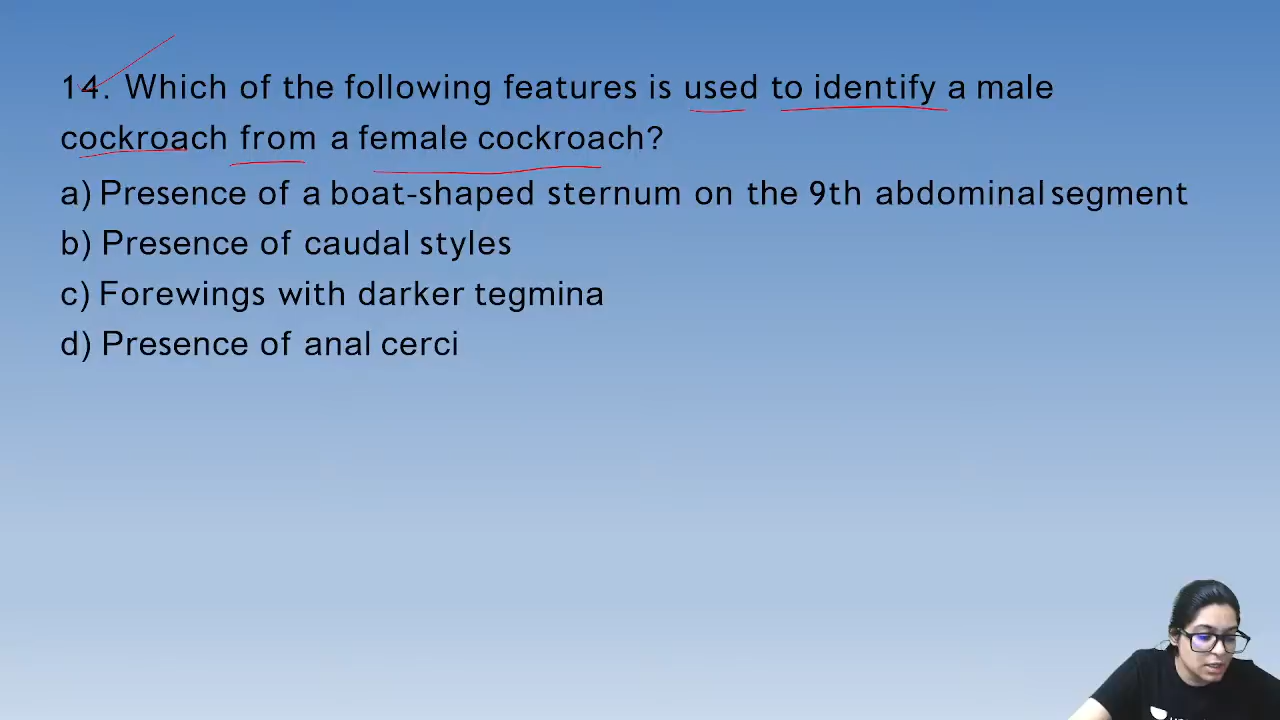 14. Which of the following features is used to identify a male
cockroach from a female cockroach?
a) Presence of a boat-shaped sternum on the 9th abdominal segment
b) Presence of caudal styles
c) Forewings with darker tegmina
d) Presence of anal cerci